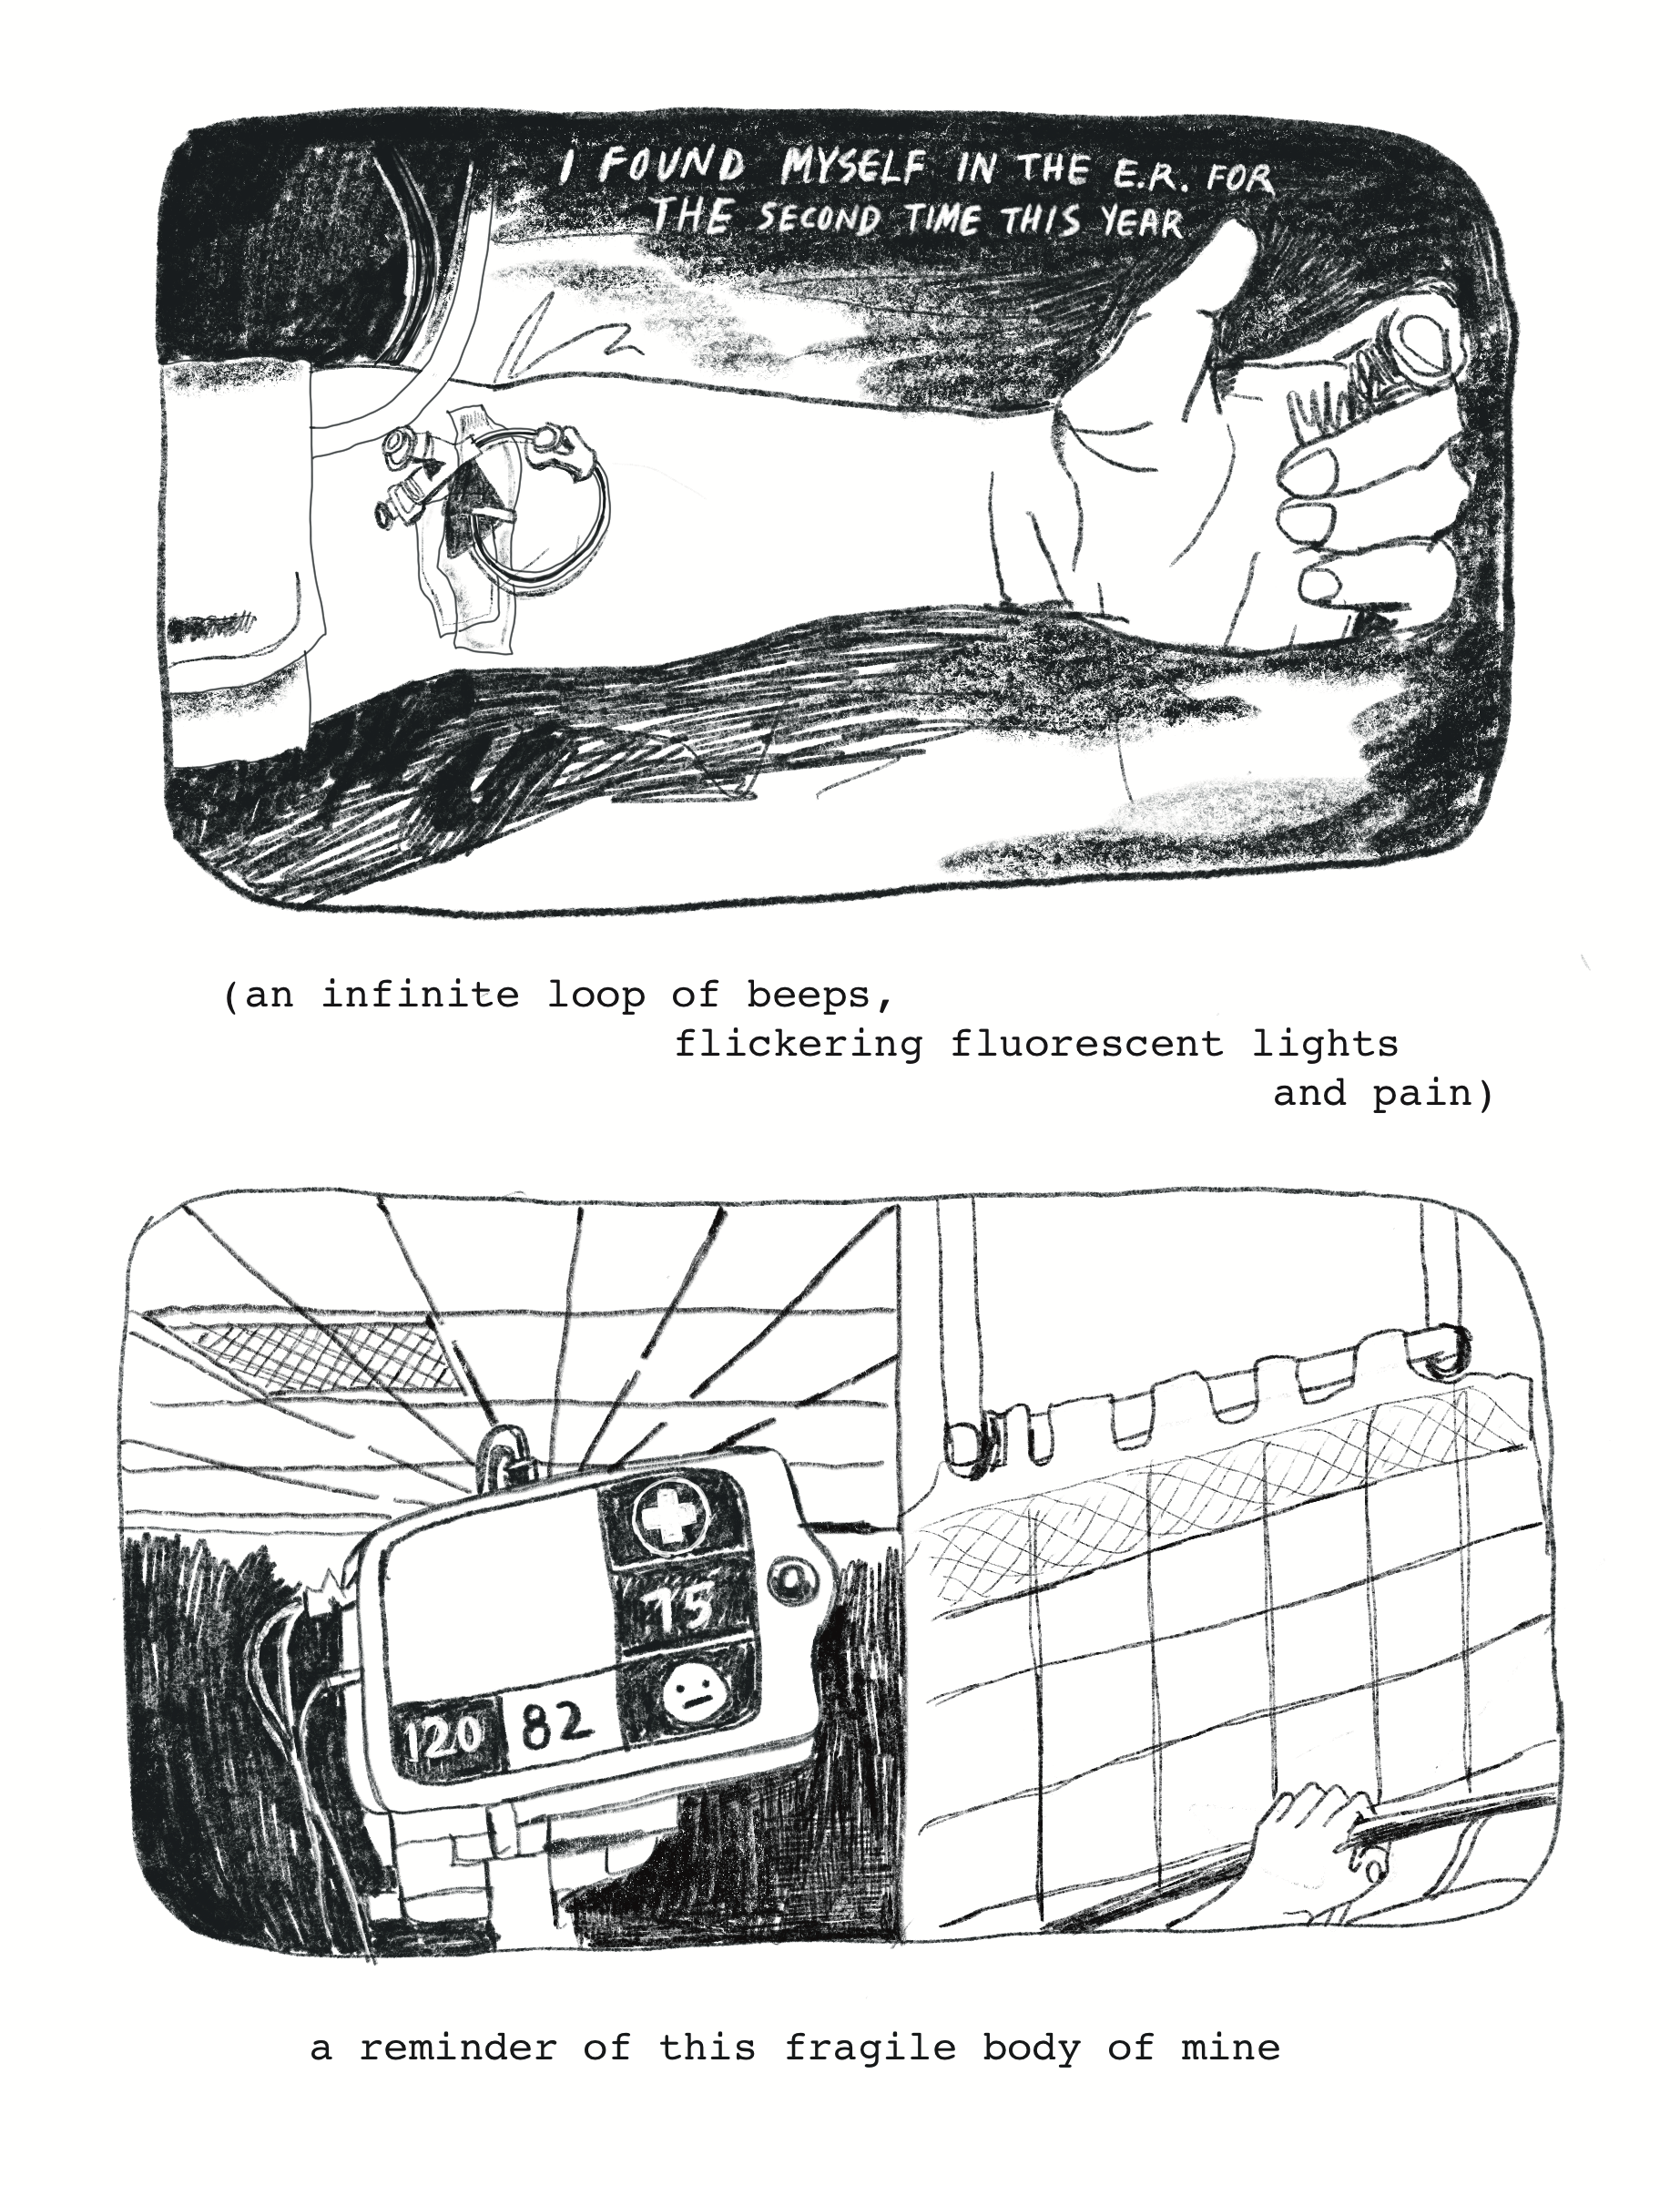 I FOUND MYSELF IN THE E.R. FOR
THE SECOND TIME THIS YEAR
(an infinite loop of beeps,
flickering fluorescent lights
and pain)
75
120 82
a reminder of this fragile body of mine